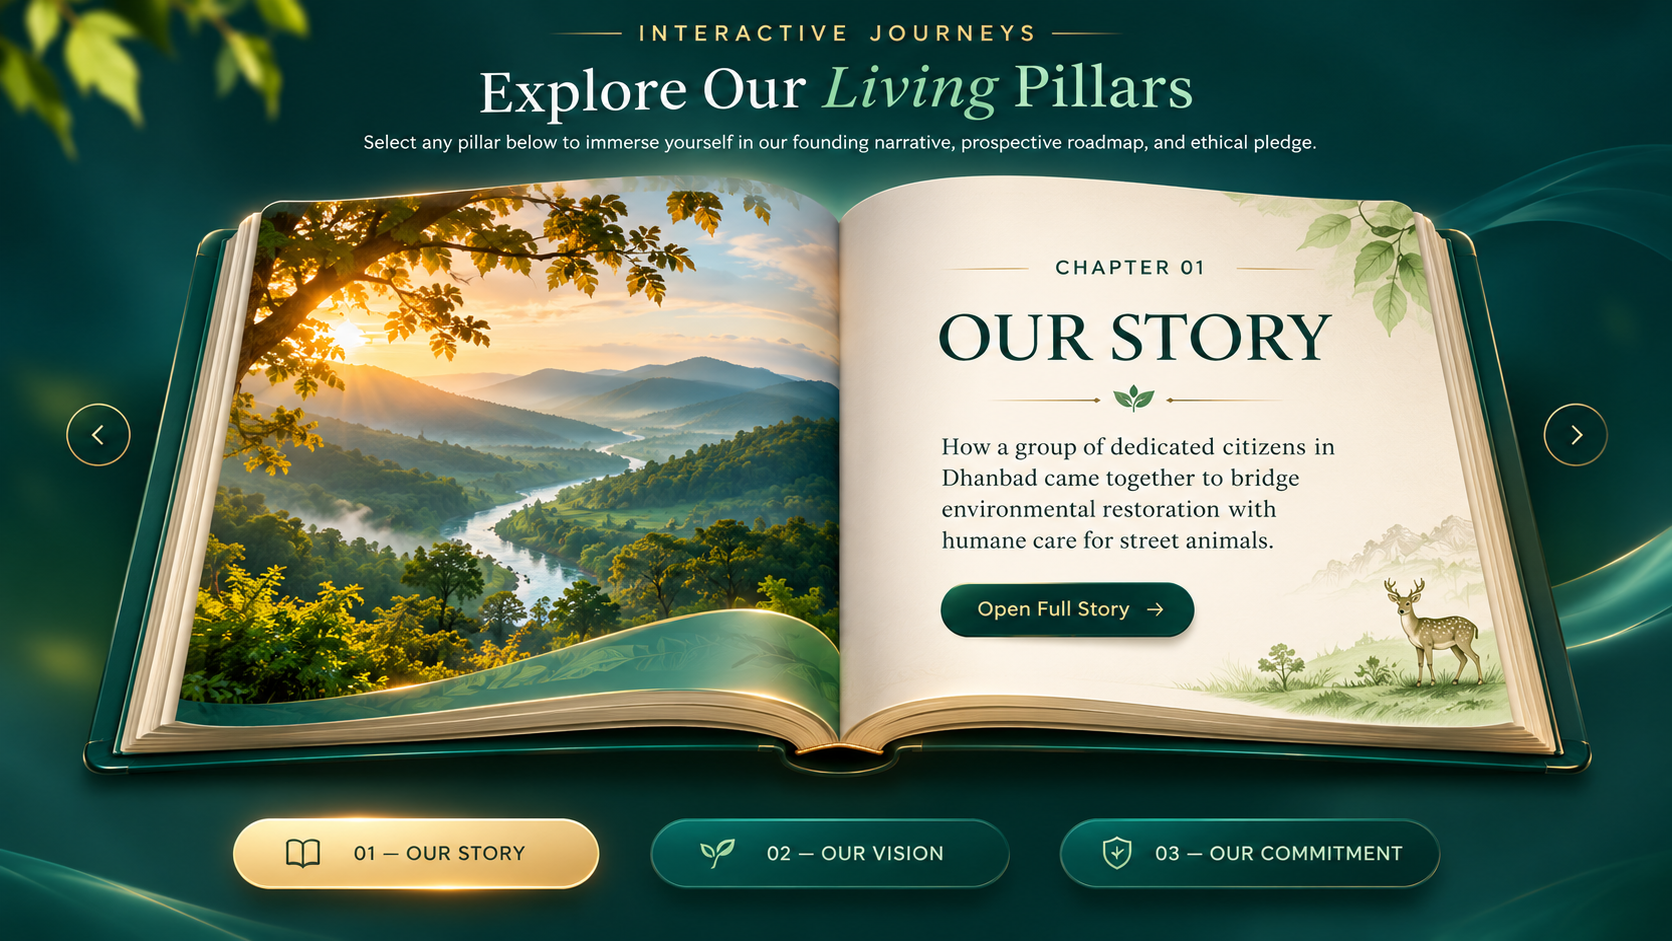 INTERACTIVE JOURNEYS
Explore Our Living Pillars
Select any pillar below to immerse yourself in our founding narrative, prospective roadmap, and ethical pledge.
CHAPTER 01
OUR STORY
How a group of dedicated citizens in
Dhanbad came together to bridge
environmental restoration with
humane care for street animals.
Open Full Story →
01 — OUR STORY
02 — OUR VISION
03 — OUR COMMITMENT